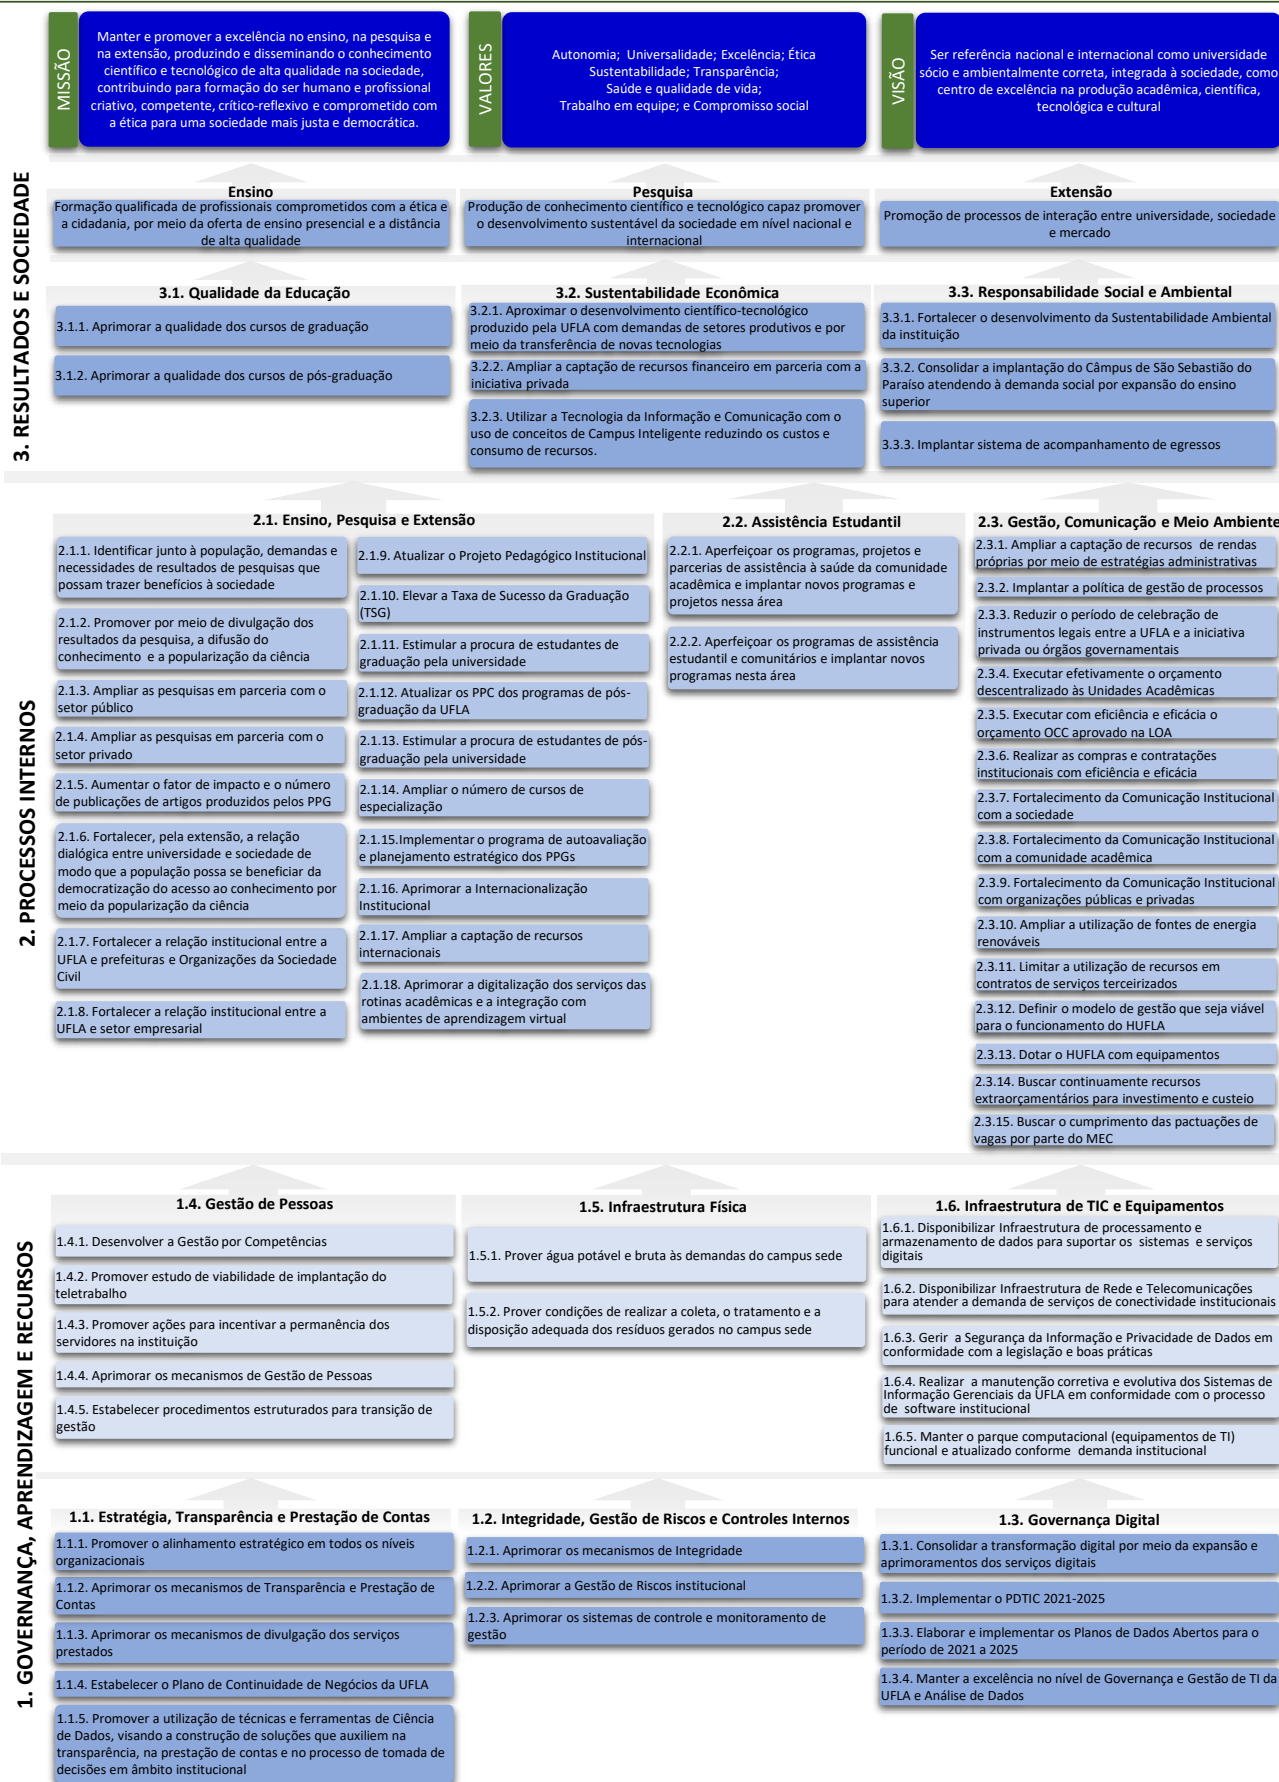 MISSÃO
Manter e promover a excelência no ensino, na pesquisa e
na extensão, produzindo e disseminando o conhecimento
científico e tecnológico de alta qualidade na sociedade,
contribuindo para formação do ser humano e profissional
criativo, competente, crítico-reflexivo e comprometido com
a ética para uma sociedade mais justa e democrática.
VALORES
Autonomia; Universalidade; Excelência; Ética
Sustentabilidade; Transparência;
Saúde e qualidade de vida;
Trabalho em equipe; e Compromisso social
VISÃO
Ser referência nacional e internacional como universidade
sócio e ambientalmente correta, integrada à sociedade, como
centro de excelência na produção acadêmica, científica,
tecnológica e cultural
3. RESULTADOS E SOCIEDADE
Ensino
Formação qualificada de profissionais comprometidos com a ética e
a cidadania, por meio da oferta de ensino presencial e a distância
de alta qualidade
Pesquisa
Produção de conhecimento científico e tecnológico capaz promover
o desenvolvimento sustentável da sociedade em nível nacional e
internacional
Extensão
Promoção de processos de interação entre universidade, sociedade
e mercado
3.1. Qualidade da Educação
3.1.1. Aprimorar a qualidade dos cursos de graduação
3.1.2. Aprimorar a qualidade dos cursos de pós-graduação
3.2. Sustentabilidade Econômica
3.2.1. Aproximar o desenvolvimento científico-tecnológico
produzido pela UFLA com demandas de setores produtivos e por
meio da transferência de novas tecnologias
3.2.2. Ampliar a captação de recursos financeiro em parceria com a
iniciativa privada
3.2.3. Utilizar a Tecnologia da Informação e Comunicação com o
uso de conceitos de Campus Inteligente reduzindo os custos e
consumo de recursos.
3.3. Responsabilidade Social e Ambiental
3.3.1. Fortalecer o desenvolvimento da Sustentabilidade Ambiental
da instituição
3.3.2. Consolidar a implantação do Câmpus de São Sebastião do
Paraíso atendendo à demanda social por expansão do ensino
superior
3.3.3. Implantar sistema de acompanhamento de egressos
2. PROCESSOS INTERNOS
2.1. Ensino, Pesquisa e Extensão
2.1.1. Identificar junto à população, demandas e
necessidades de resultados de pesquisas que
possam trazer benefícios à sociedade
2.1.2. Promover por meio de divulgação dos
resultados da pesquisa, a difusão do
conhecimento e a popularização da ciência
2.1.3. Ampliar as pesquisas em parceria com o
setor público
2.1.4. Ampliar as pesquisas em parceria com o
setor privado
2.1.5. Aumentar o fator de impacto e o número
de publicações de artigos produzidos pelos PPG
2.1.6. Fortalecer, pela extensão, a relação
dialógica entre universidade e sociedade de
modo que a população possa se beneficiar da
democratização do acesso ao conhecimento por
meio da popularização da ciência
2.1.7. Fortalecer a relação institucional entre a
UFLA e prefeituras e Organizações da Sociedade
Civil
2.1.8. Fortalecer a relação institucional entre a
UFLA e setor empresarial
2.1.9. Atualizar o Projeto Pedagógico Institucional
2.1.10. Elevar a Taxa de Sucesso da Graduação
(TSG)
2.1.11. Estimular a procura de estudantes de
graduação pela universidade
2.1.12. Atualizar os PPC dos programas de pós-
graduação da UFLA
2.1.13. Estimular a procura de estudantes de pós-
graduação pela universidade
2.1.14. Ampliar o número de cursos de
especialização
2.1.15.Implementar o programa de autoavaliação
e planejamento estratégico dos PPGs
2.1.16. Aprimorar a Internacionalização
Institucional
2.1.17. Ampliar a captação de recursos
internacionais
2.1.18. Aprimorar a digitalização dos serviços das
rotinas acadêmicas e a integração com
ambientes de aprendizagem virtual
2.2. Assistência Estudantil
2.2.1. Aperfeiçoar os programas, projetos e
parcerias de assistência à saúde da comunidade
acadêmica e implantar novos programas e
projetos nessa área
2.2.2. Aperfeiçoar os programas de assistência
estudantil e comunitários e implantar novos
programas nesta área
2.3. Gestão, Comunicação e Meio Ambiente
2.3.1. Ampliar a captação de recursos de rendas
próprias por meio de estratégias administrativas
2.3.2. Implantar a política de gestão de processos
2.3.3. Reduzir o período de celebração de
instrumentos legais entre a UFLA e a iniciativa
privada ou órgãos governamentais
2.3.4. Executar efetivamente o orçamento
descentralizado às Unidades Acadêmicas
2.3.5. Executar com eficiência e eficácia o
orçamento OCC aprovado na LOA
2.3.6. Realizar as compras e contratações
institucionais com eficiência e eficácia
2.3.7. Fortalecimento da Comunicação Institucional
com a sociedade
2.3.8. Fortalecimento da Comunicação Institucional
com a comunidade acadêmica
2.3.9. Fortalecimento da Comunicação Institucional
com organizações públicas e privadas
2.3.10. Ampliar a utilização de fontes de energia
renováveis
2.3.11. Limitar a utilização de recursos em
contratos de serviços terceirizados
2.3.12. Definir o modelo de gestão que seja viável
para o funcionamento do HUFLA
2.3.13. Dotar o HUFLA com equipamentos
2.3.14. Buscar continuamente recursos
extraorçamentários para investimento e custeio
2.3.15. Buscar o cumprimento das pactuações de
vagas por parte do MEC
1. GOVERNANÇA, APRENDIZAGEM E RECURSOS
1.4. Gestão de Pessoas
1.4.1. Desenvolver a Gestão por Competências
1.4.2. Promover estudo de viabilidade de implantação do
teletrabalho
1.4.3. Promover ações para incentivar a permanência dos
servidores na instituição
1.4.4. Aprimorar os mecanismos de Gestão de Pessoas
1.4.5. Estabelecer procedimentos estruturados para transição de
gestão
1.5. Infraestrutura Física
1.5.1. Prover água potável e bruta às demandas do campus sede
1.5.2. Prover condições de realizar a coleta, o tratamento e a
disposição adequada dos resíduos gerados no campus sede
1.6. Infraestrutura de TIC e Equipamentos
1.6.1. Disponibilizar Infraestrutura de processamento e
armazenamento de dados para suportar os sistemas e serviços
digitais
1.6.2. Disponibilizar Infraestrutura de Rede e Telecomunicações
para atender a demanda de serviços de conectividade institucionais
1.6.3. Gerir a Segurança da Informação e Privacidade de Dados em
conformidade com a legislação e boas práticas
1.6.4. Realizar a manutenção corretiva e evolutiva dos Sistemas de
Informação Gerenciais da UFLA em conformidade com o processo
de software institucional
1.6.5. Manter o parque computacional (equipamentos de TI)
funcional e atualizado conforme demanda institucional
1.1. Estratégia, Transparência e Prestação de Contas
1.1.1. Promover o alinhamento estratégico em todos os níveis
organizacionais
1.1.2. Aprimorar os mecanismos de Transparência e Prestação de
Contas
1.1.3. Aprimorar os mecanismos de divulgação dos serviços
prestados
1.1.4. Estabelecer o Plano de Continuidade de Negócios da UFLA
1.1.5. Promover a utilização de técnicas e ferramentas de Ciência
de Dados, visando a construção de soluções que auxiliem na
transparência, na prestação de contas e no processo de tomada de
decisões em âmbito institucional
1.2. Integridade, Gestão de Riscos e Controles Internos
1.2.1. Aprimorar os mecanismos de Integridade
1.2.2. Aprimorar a Gestão de Riscos institucional
1.2.3. Aprimorar os sistemas de controle e monitoramento de
gestão
1.3. Governança Digital
1.3.1. Consolidar a transformação digital por meio da expansão e
aprimoramentos dos serviços digitais
1.3.2. Implementar o PDTIC 2021-2025
1.3.3. Elaborar e implementar os Planos de Dados Abertos para o
período de 2021 a 2025
1.3.4. Manter a excelência no nível de Governança e Gestão de TI da
UFLA e Análise de Dados